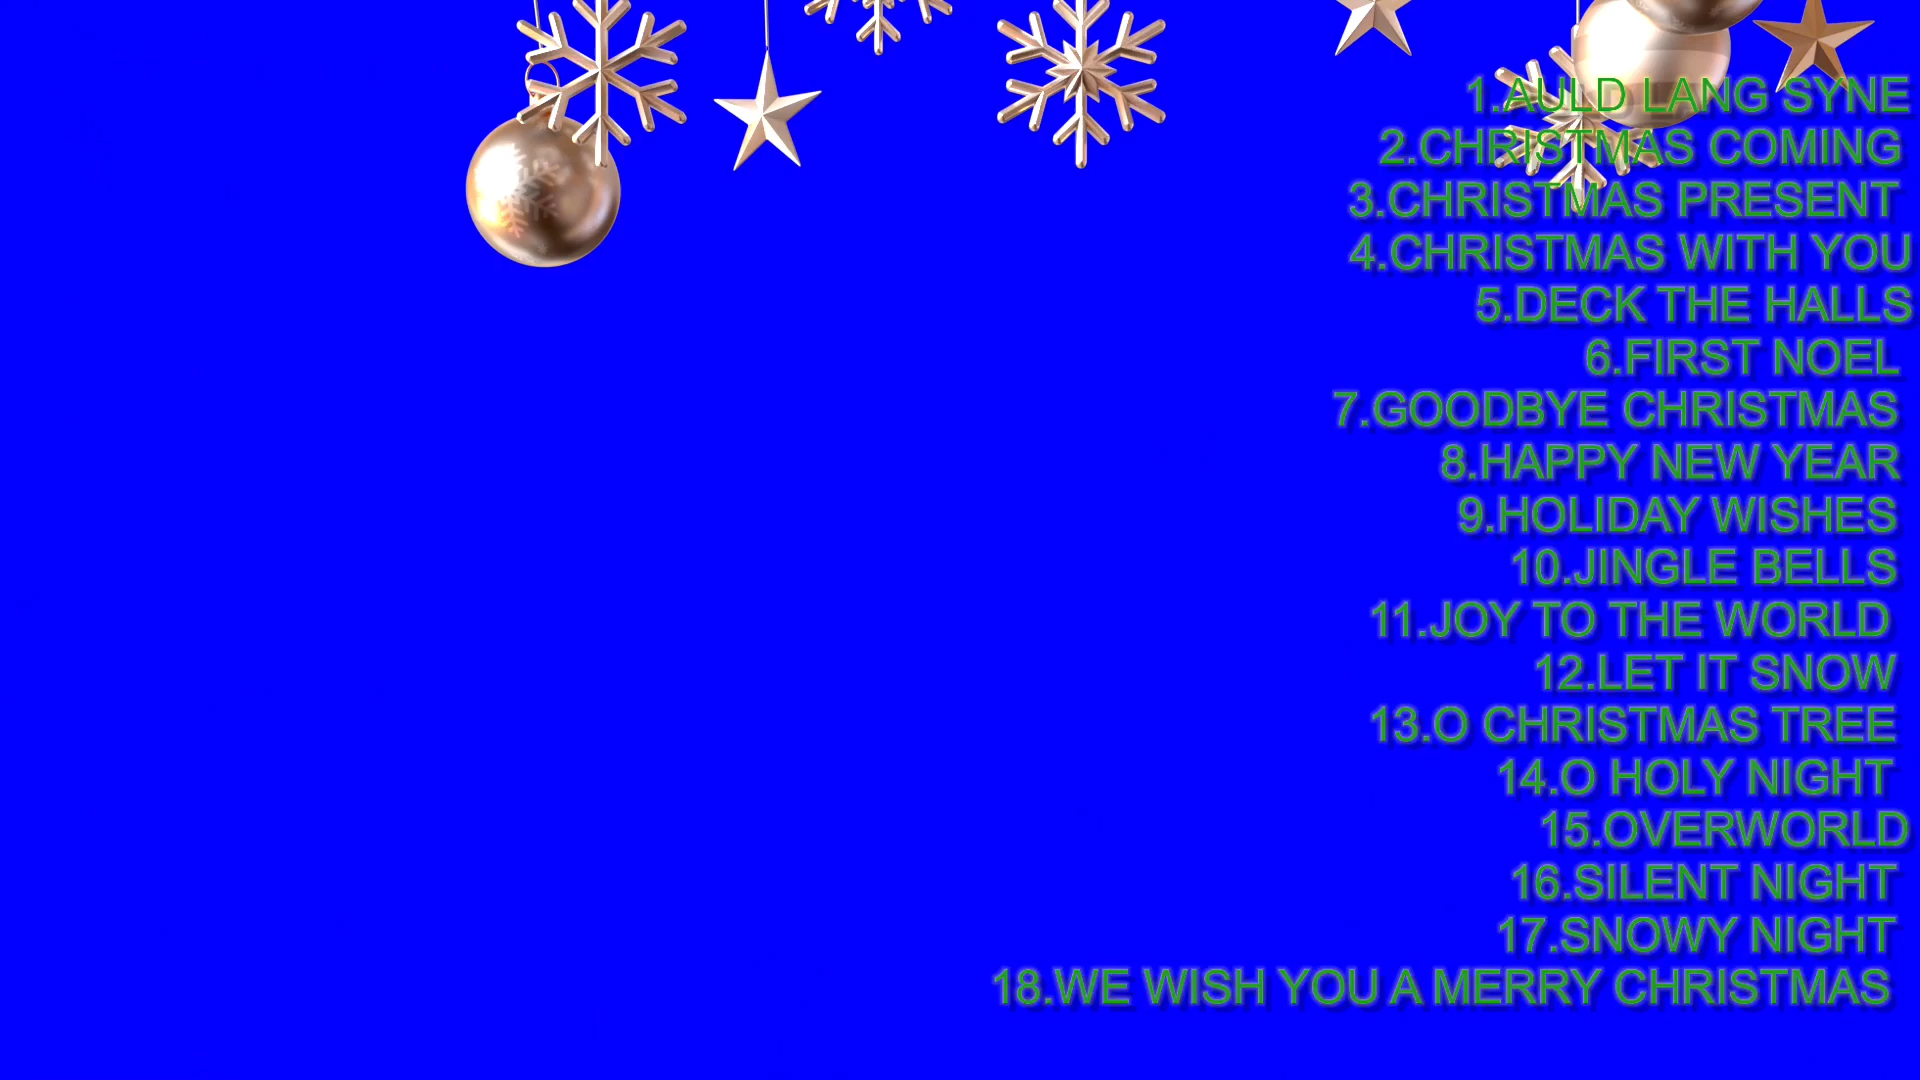 1.AULD LANG SYNE
2.CHRISTMAS COMING
3.CHRISTMAS PRESENT
4.CHRISTMAS WITH YOU
5.DECK THE HALLS
6.FIRST NOEL
7.GOODBYE CHRISTMAS
8.HAPPY NEW YEAR
9.HOLIDAY WISHES
10.JINGLE BELLS
11.JOY TO THE WORLD
12.LET IT SNOW
13.O CHRISTMAS TREE
14.O HOLY NIGHT
15.OVERWORLD
16.SILENT NIGHT
17.SNOWY NIGHT
18.WE WISH YOU A MERRY CHRISTMAS